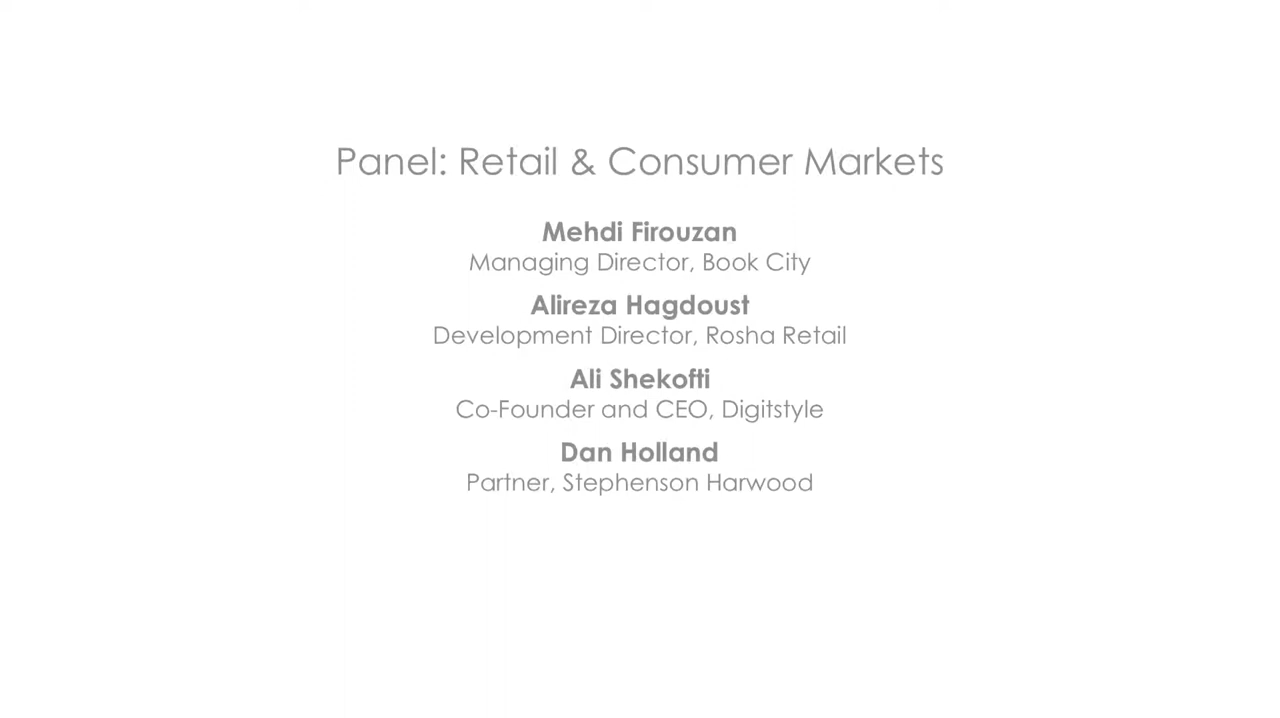 Panel: Retail & Consumer Markets
Mehdi Firouzan
Managing Director, Book City
Alireza Hagdoust
Development Director, Rosha Retail
Ali Shekofti
Co-Founder and CEO, Digitstyle
Dan Holland
Partner, Stephenson Harwood